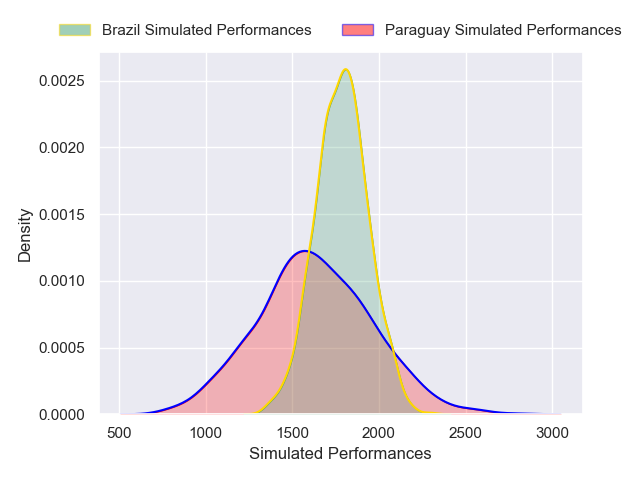 Brazil Simulated Performances
Paraguay Simulated Performances
0.0025
0.0020
0.0015
0.0010
0.0005
0.0000
Density
500 1000 1500 2000 2500 3000
Simulated Performances